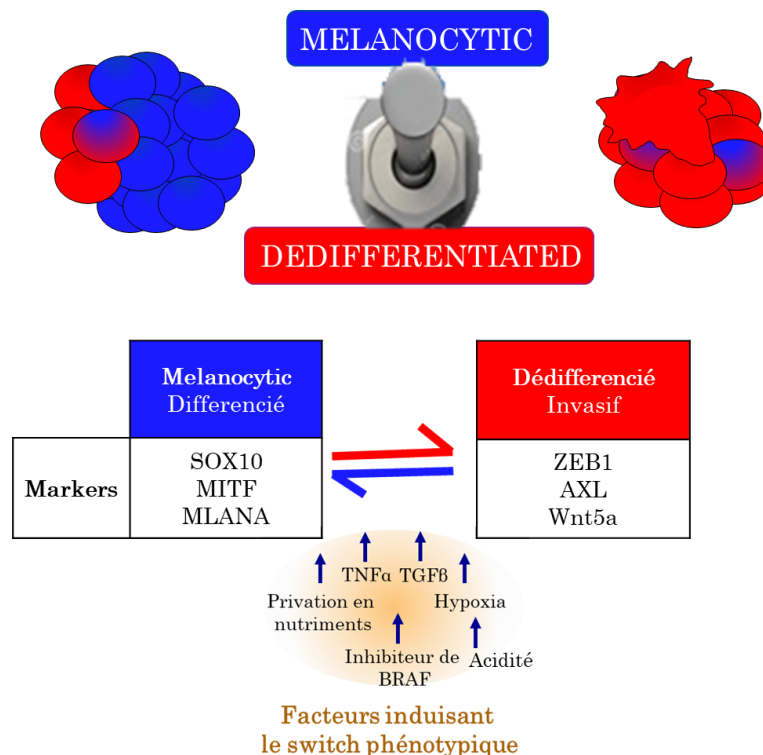 MELANOCYTIC
DEDIFFERENTIATED
Melanocytic
Differencié
Dédifferencié
Invasif
Markers
SOX10
MITF
MLANA
ZEB1
AXL
Wnt5a
TNFα TGFβ
Privation en
nutriments
Hypoxia
Inhibiteur de
BRAF
Acidité
Facteurs induisant
le switch phénotypique